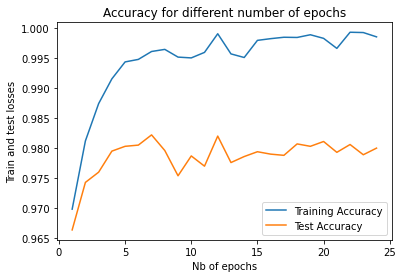 Accuracy for different number of epochs
1.000
0.995
0.990
0.985
0.980
0.975
0.970
0.965
Train and test losses
Training Accuracy
Test Accuracy
0 5 10 15 20 25
Nb of epochs